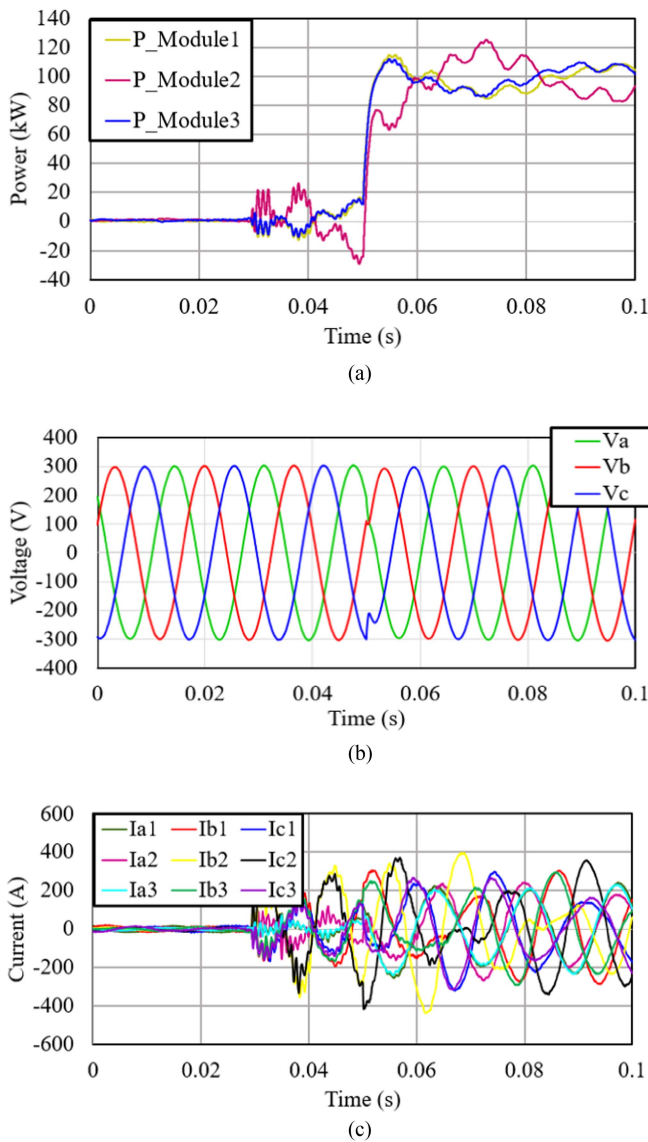 140
120
100
80
60
40
20
0
-20
-40
Power (kW)
P_Module1
P_Module2
P_Module3
0 0.02 0.04 0.06 0.08 0.1
Time (s)
(a)
400
300
200
100
0
-100
-200
-300
-400
Voltage (V)
Va
Vb
Vc
0 0.02 0.04 0.06 0.08 0.1
Time (s)
(b)
600
400
200
0
-200
-400
-600
Current (A)
Ia1 Ib1 Ic1
Ia2 Ib2 Ic2
Ia3 Ib3 Ic3
0 0.02 0.04 0.06 0.08 0.1
Time (s)
(c)